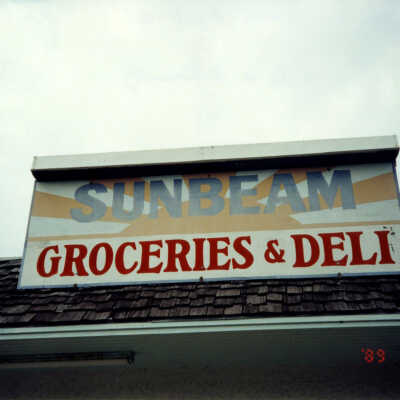 SUNBEAM
GROCERIES & DELI
'89